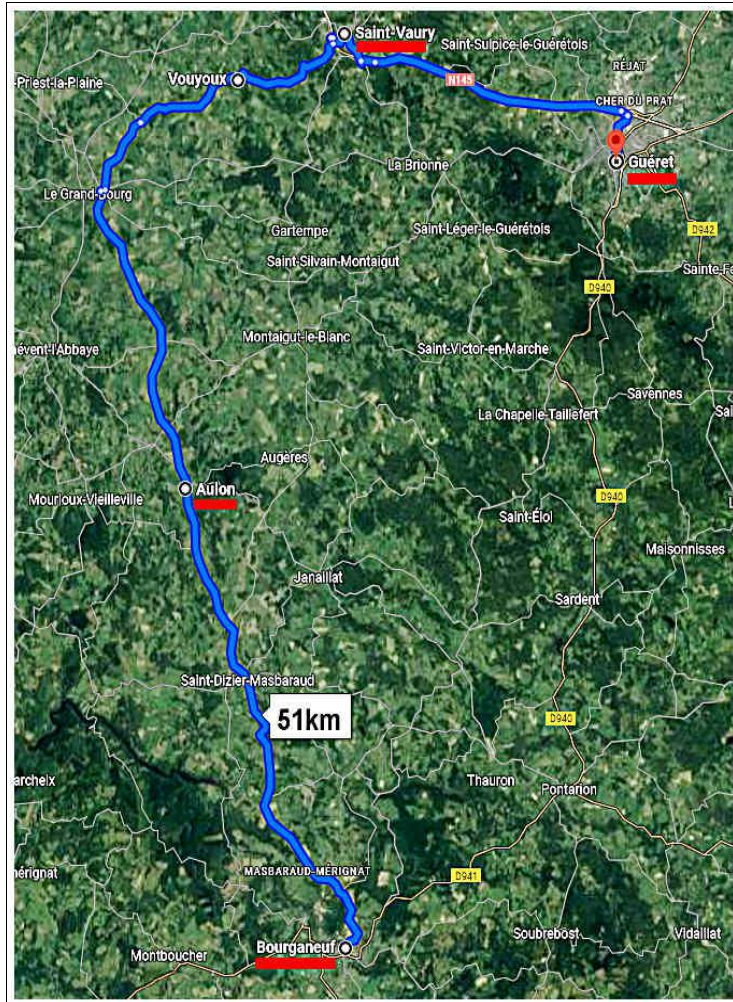 Saint-Vaury
Saint-Sulpice-le-Guérétois
Vouyoux
-Priest-la-Plaine
RÉJAT
N145
CHER DU PRAT
La Brionne
Guéret
Le Grand-Bourg
Gartempe
Saint-Léger-le-Guérétois
D942
Saint-Silvain-Montaigut
Sainte-Fe
D940
Montaigut-le-Blanc
évent-l'Abbaye
Saint-Victor-en-Marche
Savennes
La Chapelle-Taillefert
Sai
Augères
Aulon
Mourioux-Vieilleville
D940
Saint-Éloi
Maisonnisses
Janaillat
Sardent
Saint-Dizier-Masbaraud
51km
D940
archeix
Thauron
Pontarion
MASBARAUD-MÉRIGNAT
érignat
D941
Bourganeuf
Soubrebost
Vidaillat
Montboucher